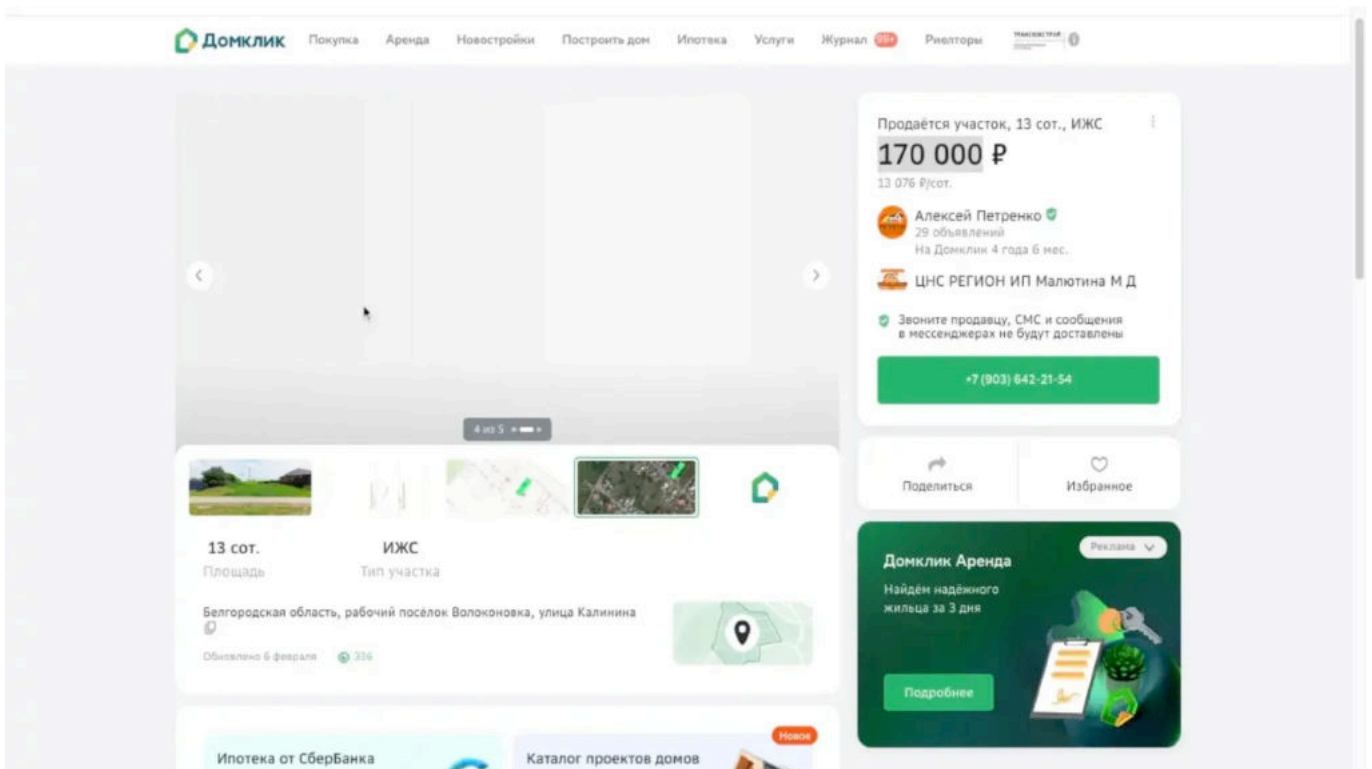 Домклик
Покупка
Аренда
Новостройки
Построить дом
Ипотека
Услуги
Журнал 99+
Риелторы
Продаётся участок, 13 сот., ИЖС
170 000 ₽
13 076 ₽/сот.
Алексей Петренко
29 объявлений
На Домклик 4 года 6 мес.
ЦНС РЕГИОН ИП Малютина М Д
Звоните продавцу, СМС и сообщения
в мессенджерах не будут доставлены
+7 (903) 642-21-54
4 из 5
Поделиться
Избранное
13 сот.
Площадь
ИЖС
Тип участка
Белгородская область, рабочий посёлок Волоконовка, улица Калинина
Обновлено 6 февраля
336
Реклама
Домклик Аренда
Найдём надёжного
жильца за 3 дня
Подробнее
Ипотека от СберБанка
Новое
Каталог проектов домов